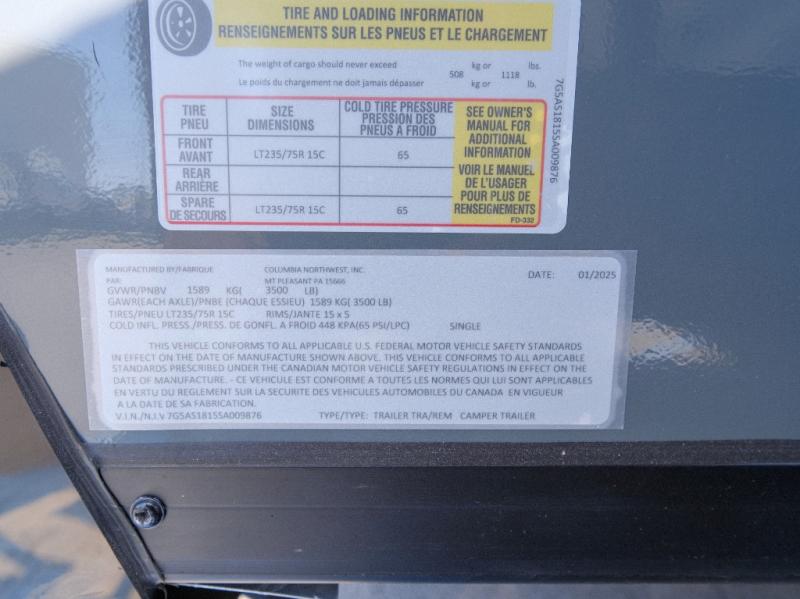 TIRE AND LOADING INFORMATION
RENSEIGNEMENTS SUR LES PNEUS ET LE CHARGEMENT
The weight of cargo should never exceed kg or lbs.
508 1118
Le poids du chargement ne doit jamais dépasser kg or lb.
TIRE PNEU SIZE DIMENSIONS COLD TIRE PRESSURE PRESSION DES PNEUS A FROID
FRONT AVANT LT235/75R 15C 65
REAR ARRIÈRE
SPARE DE SECOURS LT235/75R 15C 65
SEE OWNER'S
MANUAL FOR
ADDITIONAL
INFORMATION
VOIR LE MANUEL
DE L'USAGER
POUR PLUS DE
RENSEIGNEMENTS
FD-332
7G5AS1815SA009876
MANUFACTURED BY/FABRIQUE COLUMBIA NORTHWEST, INC. DATE: 01/2025
PAR: MT PLEASANT PA 15666
GVWR/PNBV 1589 KG( 3500 LB)
GAWR(EACH AXLE)/PNBE (CHAQUE ESSIEU) 1589 KG( 3500 LB)
TIRES/PNEU LT235/75R 15C RIMS/JANTE 15 x 5
COLD INFL. PRESS./PRESS. DE GONFL. A FROID 448 KPA(65 PSI/LPC) SINGLE
THIS VEHICLE CONFORMS TO ALL APPLICABLE U.S. FEDERAL MOTOR VEHICLE SAFETY STANDARDS
IN EFFECT ON THE DATE OF MANUFACTURE SHOWN ABOVE. THIS VEHICLE CONFORMS TO ALL APPLICABLE
STANDARDS PRESCRIBED UNDER THE CANADIAN MOTOR VEHICLE SAFETY REGULATIONS IN EFFECT ON THE
DATE OF MANUFACTURE. - CE VEHICULE EST CONFORME A TOUTES LES NORMES QUI LUI SONT APPLICABLES
EN VERTU DU REGLEMENT SUR LA SECURITE DES VEHICULES AUTOMOBILES DU CANADA EN VIGUEUR
A LA DATE DE SA FABRICATION.
V.I.N./N.I.V 7G5AS1815SA009876 TYPE/TYPE: TRAILER TRA/REM CAMPER TRAILER